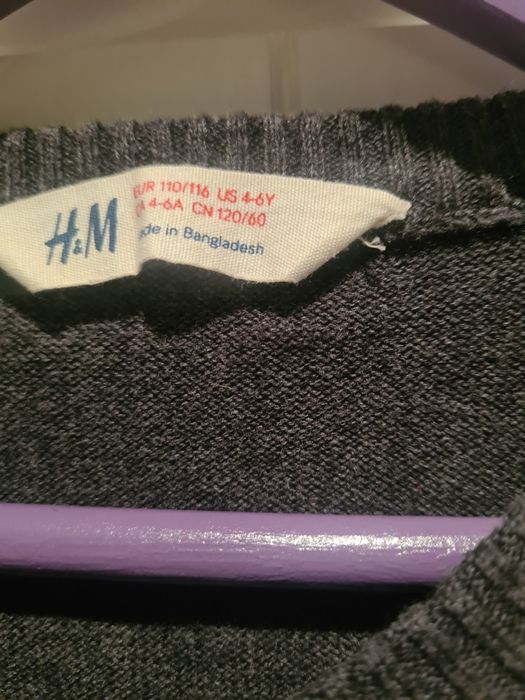 H&M
EUR 110/116 US 4-6Y
4-6A CN 120/60
in Bangladesh